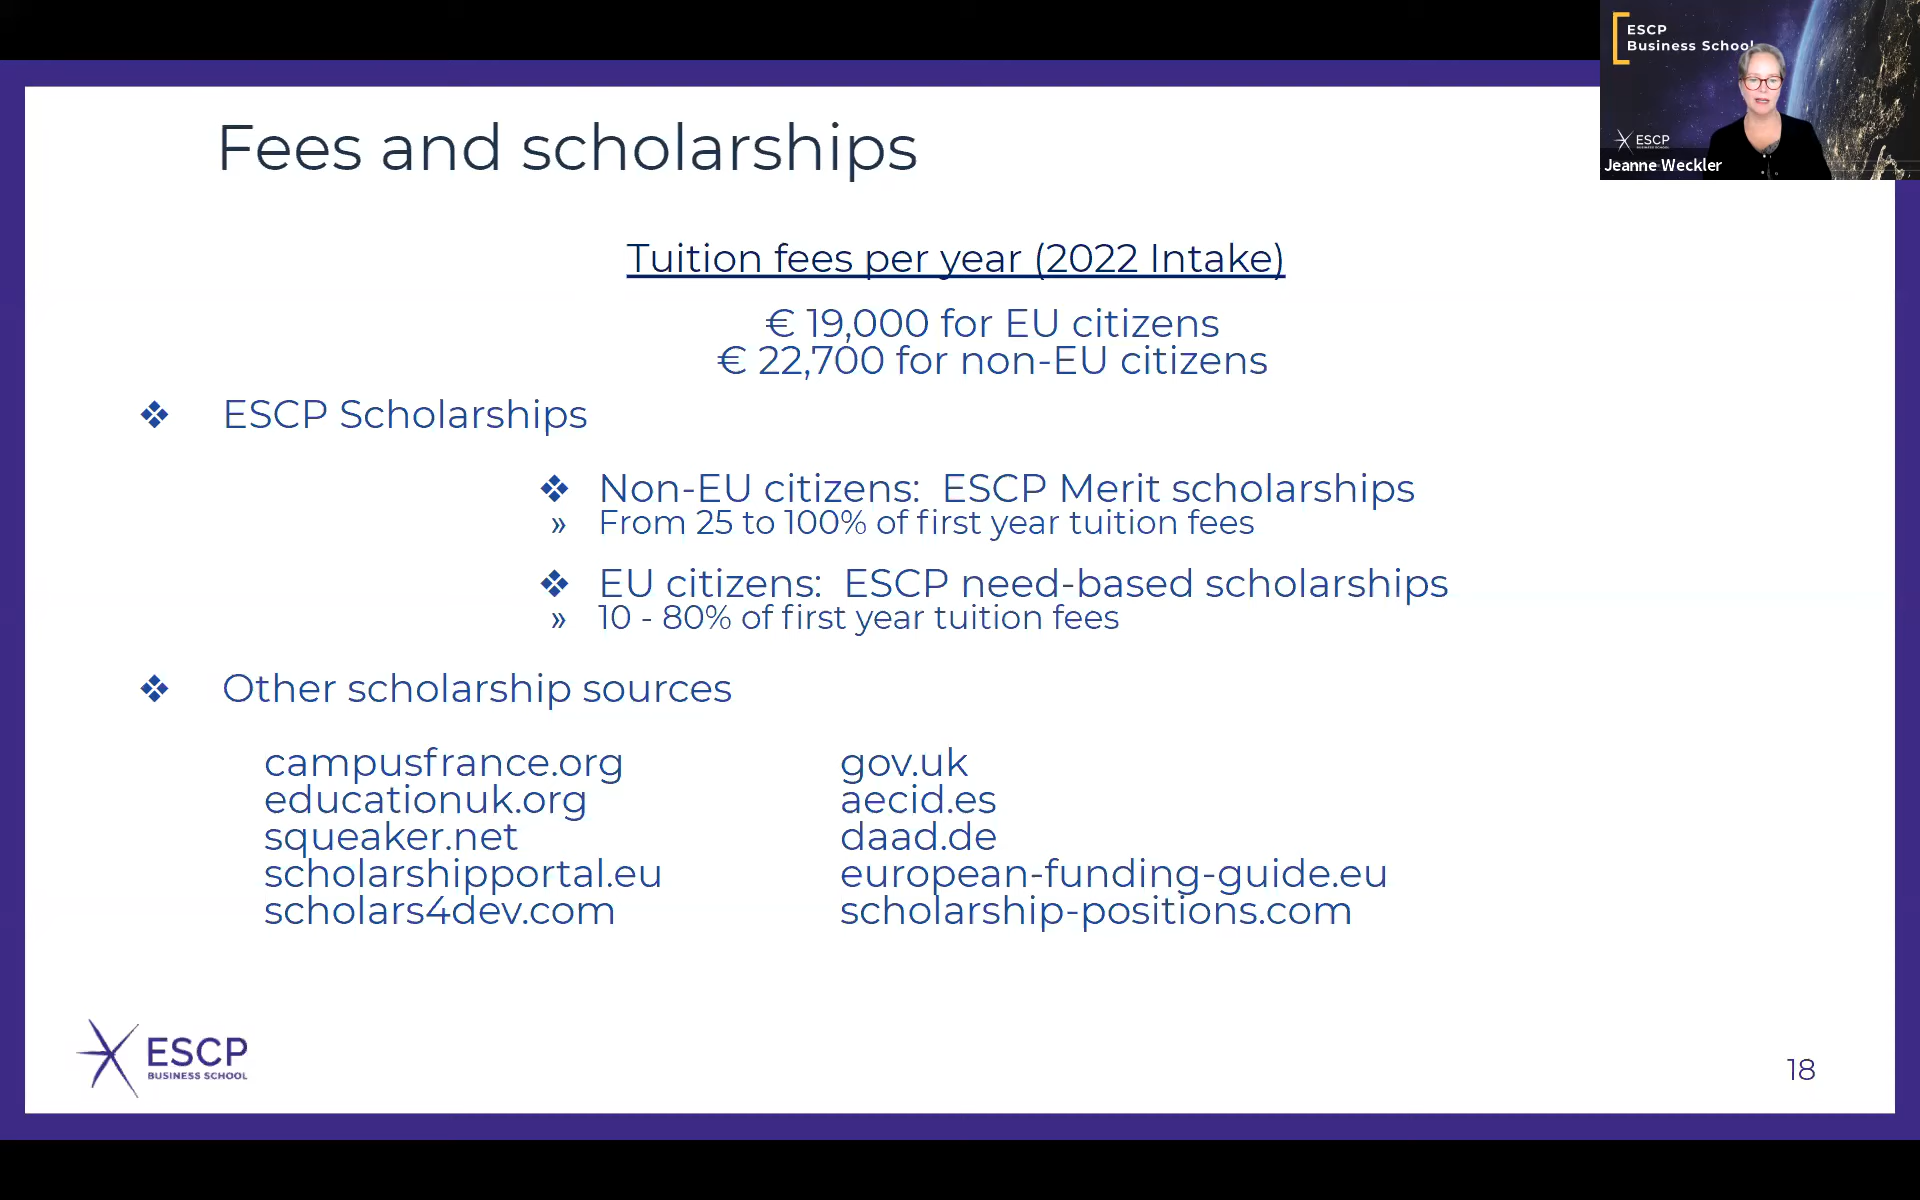 ESCP
Business School
ESCP
Jeanne Weckler
Fees and scholarships
Tuition fees per year (2022 Intake)
€ 19,000 for EU citizens
€ 22,700 for non-EU citizens
❖ ESCP Scholarships
❖ Non-EU citizens: ESCP Merit scholarships
» From 25 to 100% of first year tuition fees
❖ EU citizens: ESCP need-based scholarships
» 10 - 80% of first year tuition fees
❖ Other scholarship sources
campusfrance.org
educationuk.org
squeaker.net
scholarshipportal.eu
scholars4dev.com
gov.uk
aecid.es
daad.de
european-funding-guide.eu
scholarship-positions.com
ESCP
BUSINESS SCHOOL
18